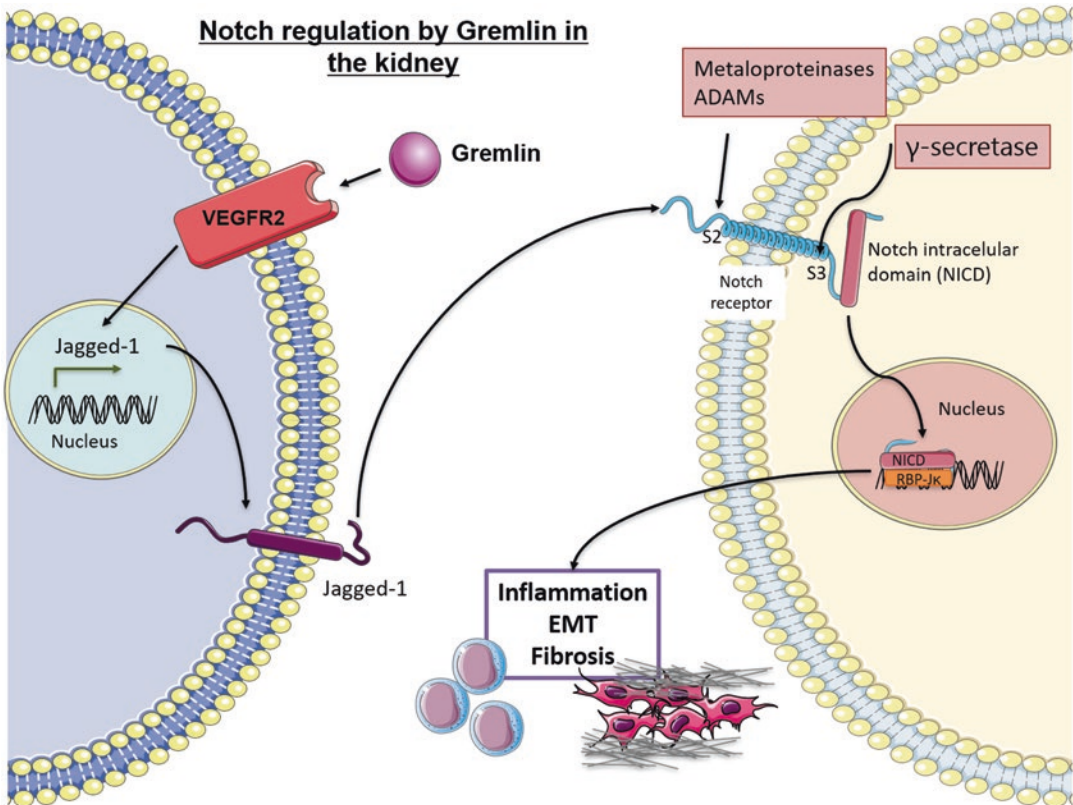 Notch regulation by Gremlin in
the kidney
Gremlin
VEGFR2
Jagged-1
Nucleus
Jagged-1
Metaloproteinases
ADAMs
γ-secretase
S2
S3
Notch
receptor
Notch intracelular
domain (NICD)
Nucleus
NICD
RBP-Jκ
Inflammation
EMT
Fibrosis